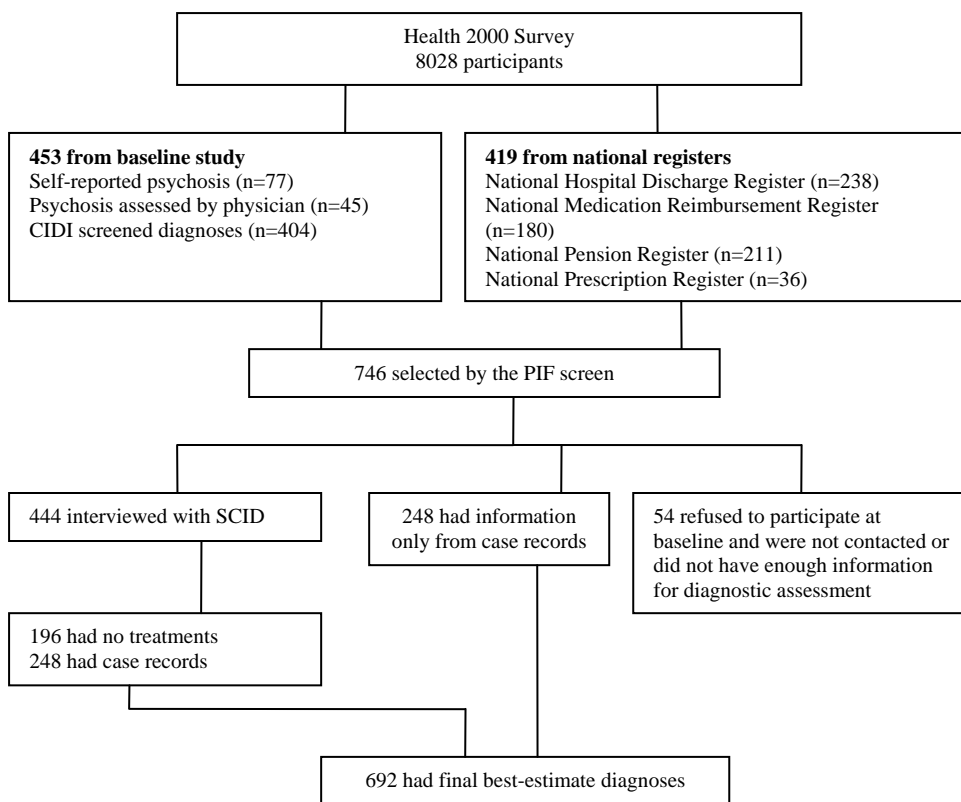 Health 2000 Survey
8028 participants
453 from baseline study
Self-reported psychosis (n=77)
Psychosis assessed by physician (n=45)
CIDI screened diagnoses (n=404)
419 from national registers
National Hospital Discharge Register (n=238)
National Medication Reimbursement Register
(n=180)
National Pension Register (n=211)
National Prescription Register (n=36)
746 selected by the PIF screen
444 interviewed with SCID
248 had information
only from case records
54 refused to participate at
baseline and were not contacted or
did not have enough information
for diagnostic assessment
196 had no treatments
248 had case records
692 had final best-estimate diagnoses